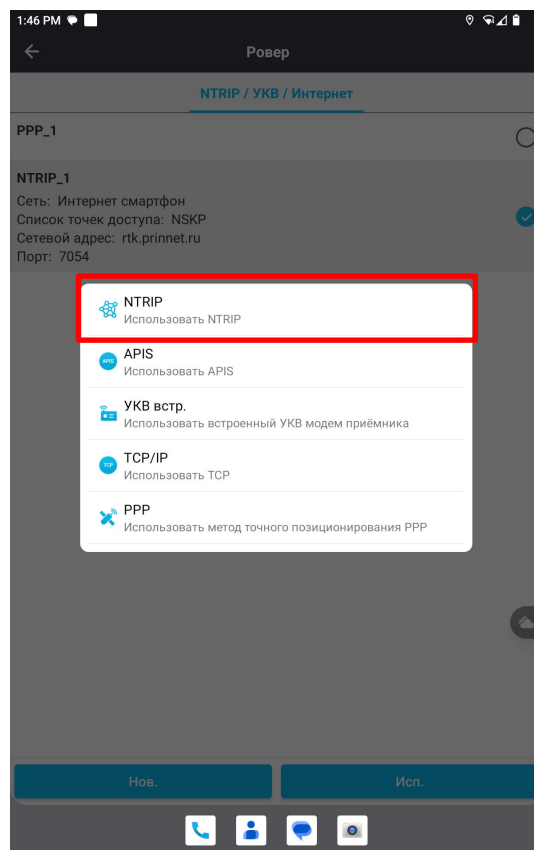 1:46 PM
Ровер
NTRIP / УКВ / Интернет
PPP_1
NTRIP_1
Сеть: Интернет смартфон
Список точек доступа: NSKP
Сетевой адрес: rtk.prinnet.ru
Порт: 7054
NTRIP
Использовать NTRIP
APIS
APIS
Использовать APIS
УКВ встр.
Использовать встроенный УКВ модем приёмника
TCP
TCP/IP
Использовать TCP
PPP
Использовать метод точного позиционирования PPP
Нов.
Исп.